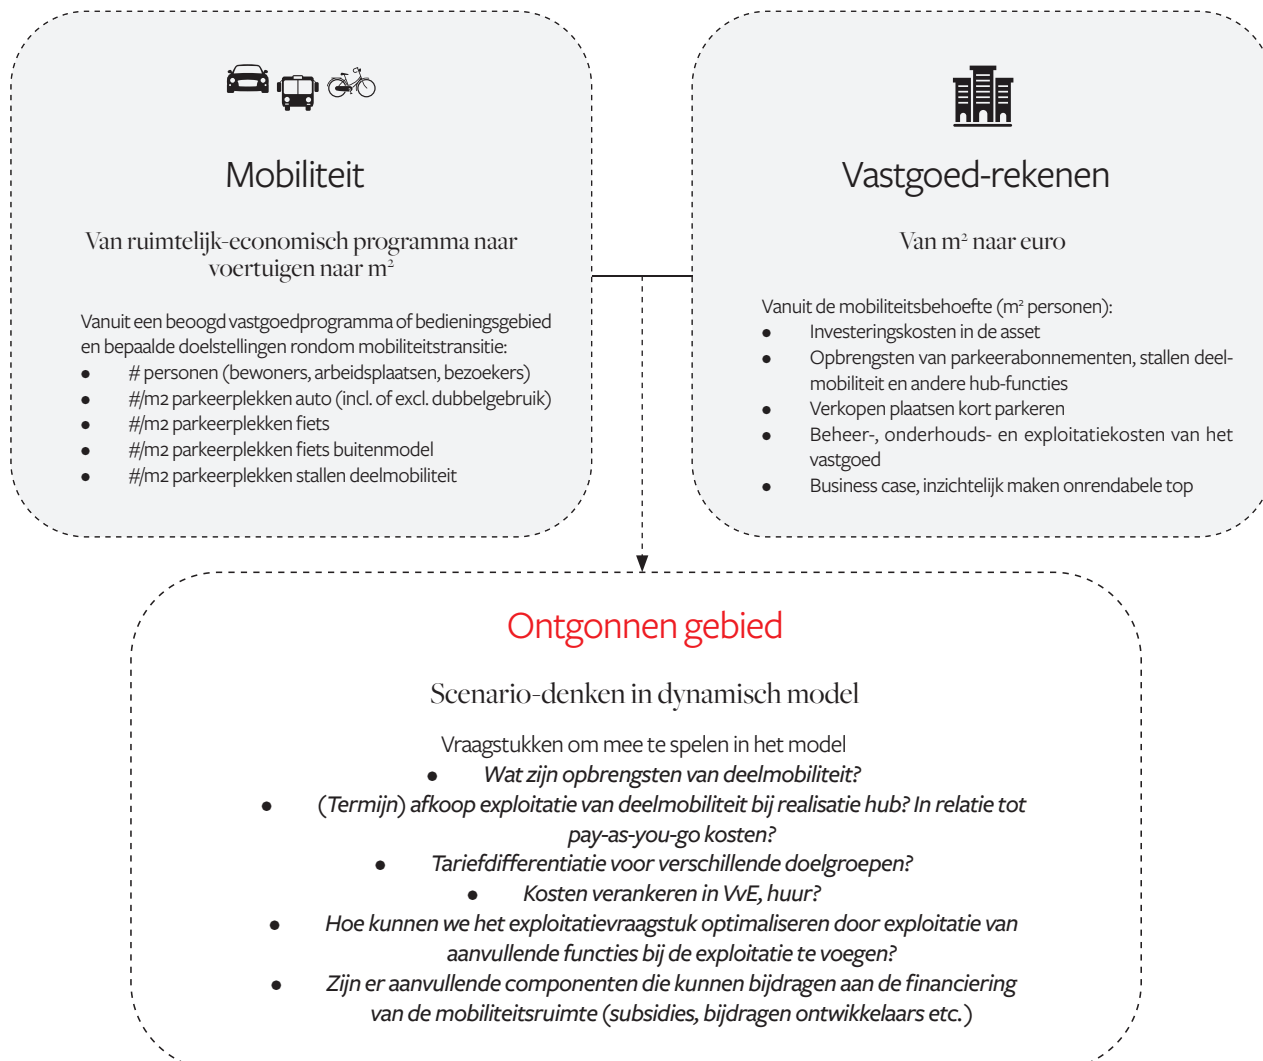 Mobiliteit
Van ruimtelijk-economisch programma naar
voertuigen naar m²
Vanuit een beoogd vastgoedprogramma of bedieningsgebied
en bepaalde doelstellingen rondom mobiliteitstransitie:
● # personen (bewoners, arbeidsplaatsen, bezoekers)
● #/m2 parkeerplekken auto (incl. of excl. dubbelgebruik)
● #/m2 parkeerplekken fiets
● #/m2 parkeerplekken fiets buitenmodel
● #/m2 parkeerplekken stallen deelmobiliteit
Vastgoed-rekenen
Van m² naar euro
Vanuit de mobiliteitsbehoefte (m² personen):
● Investeringskosten in de asset
● Opbrengsten van parkeerabonnementen, stallen deel-
mobiliteit en andere hub-functies
● Verkopen plaatsen kort parkeren
● Beheer-, onderhouds- en exploitatiekosten van het
vastgoed
● Business case, inzichtelijk maken onrendabele top
Ontgonnen gebied
Scenario-denken in dynamisch model
Vraagstukken om mee te spelen in het model
● Wat zijn opbrengsten van deelmobiliteit?
● (Termijn) afkoop exploitatie van deelmobiliteit bij realisatie hub? In relatie tot
pay-as-you-go kosten?
● Tariefdifferentiatie voor verschillende doelgroepen?
● Kosten verankeren in VvE, huur?
● Hoe kunnen we het exploitatievraagstuk optimaliseren door exploitatie van
aanvullende functies bij de exploitatie te voegen?
● Zijn er aanvullende componenten die kunnen bijdragen aan de financiering
van de mobiliteitsruimte (subsidies, bijdragen ontwikkelaars etc.)